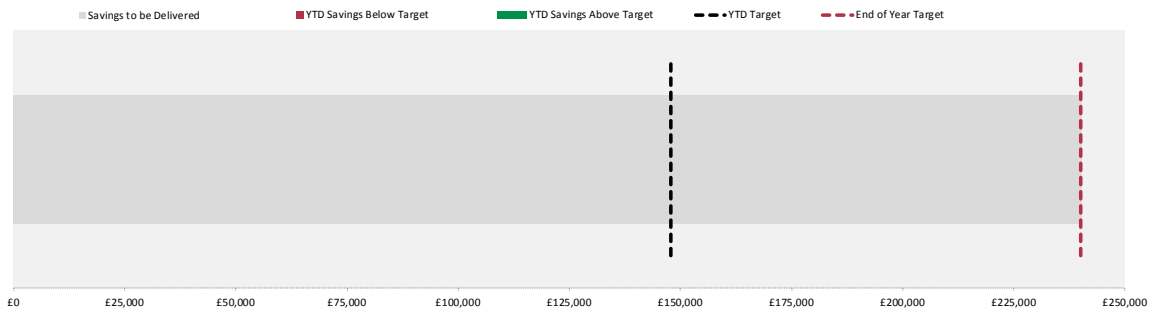 Savings to be Delivered YTD Savings Below Target YTD Savings Above Target YTD Target End of Year Target
£0 £25,000 £50,000 £75,000 £100,000 £125,000 £150,000 £175,000 £200,000 £225,000 £250,000